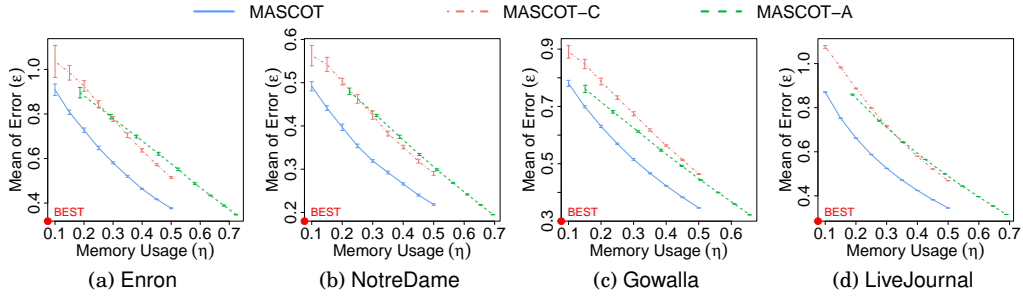 MASCOT MASCOT-C MASCOT-A
Mean of Error (ε)
0.4 0.6 0.8 1.0
BEST
0.1 0.2 0.3 0.4 0.5 0.6 0.7
Memory Usage (η)
(a) Enron
Mean of Error (ε)
0.2 0.3 0.4 0.5 0.6
BEST
0.1 0.2 0.3 0.4 0.5 0.6 0.7
Memory Usage (η)
(b) NotreDame
Mean of Error (ε)
0.3 0.5 0.7 0.9
BEST
0.1 0.2 0.3 0.4 0.5 0.6
Memory Usage (η)
(c) Gowalla
Mean of Error (ε)
0.4 0.6 0.8 1.0
BEST
0.1 0.2 0.3 0.4 0.5 0.6 0.7
Memory Usage (η)
(d) LiveJournal